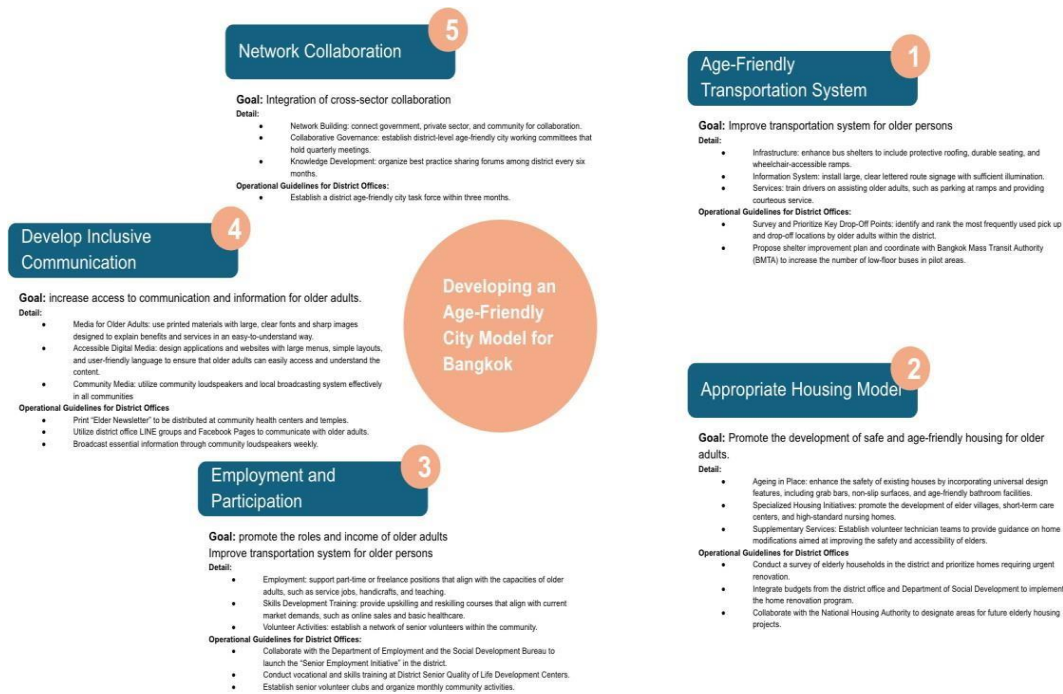 Network Collaboration
5
Goal: Integration of cross-sector collaboration
Detail:
• Network Building: connect government, private sector, and community for collaboration.
• Collaborative Governance: establish district-level age-friendly city working committees that
hold quarterly meetings.
• Knowledge Development: organize best practice sharing forums among district every six
months.
Operational Guidelines for District Offices:
• Establish a district age-friendly city task force within three months.
Age-Friendly
Transportation System
1
Goal: Improve transportation system for older persons
Detail:
• Infrastructure: enhance bus shelters to include protective roofing, durable seating, and
wheelchair-accessible ramps.
• Information System: install large, clear lettered route signage with sufficient illumination.
• Services: train drivers on assisting older adults, such as parking at ramps and providing
courteous service.
Operational Guidelines for District Offices:
• Survey and Prioritize Key Drop-Off Points: identify and rank the most frequently used pick up
and drop-off locations by older adults within the district.
• Propose shelter improvement plan and coordinate with Bangkok Mass Transit Authority
(BMTA) to increase the number of low-floor buses in pilot areas.
Develop Inclusive
Communication
4
Goal: increase access to communication and information for older adults.
Detail:
• Media for Older Adults: use printed materials with large, clear fonts and sharp images
designed to explain benefits and services in an easy-to-understand way.
• Accessible Digital Media: design applications and websites with large menus, simple layouts,
and user-friendly language to ensure that older adults can easily access and understand the
content.
• Community Media: utilize community loudspeakers and local broadcasting system effectively
in all communities
Operational Guidelines for District Offices
• Print "Elder Newsletter" to be distributed at community health centers and temples.
• Utilize district office LINE groups and Facebook Pages to communicate with older adults.
• Broadcast essential information through community loudspeakers weekly.
Developing an
Age-Friendly
City Model for
Bangkok
Appropriate Housing Model
2
Goal: Promote the development of safe and age-friendly housing for older
adults.
Detail:
• Ageing in Place: enhance the safety of existing houses by incorporating universal design
features, including grab bars, non-slip surfaces, and age-friendly bathroom facilities.
• Specialized Housing Initiatives: promote the development of elder villages, short-term care
centers, and high-standard nursing homes.
• Supplementary Services: Establish volunteer technician teams to provide guidance on home
modifications aimed at improving the safety and accessibility of elders.
Operational Guidelines for District Offices
• Conduct a survey of elderly households in the district and prioritize homes requiring urgent
renovation.
• Integrate budgets from the district office and Department of Social Development to implement
the home renovation program.
• Collaborate with the National Housing Authority to designate areas for future elderly housing
projects.
Employment and
Participation
3
Goal: promote the roles and income of older adults
Improve transportation system for older persons
Detail:
• Employment: support part-time or freelance positions that align with the capacities of older
adults, such as service jobs, handicrafts, and teaching.
• Skills Development Training: provide upskilling and reskilling courses that align with current
market demands, such as online sales and basic healthcare.
• Volunteer Activities: establish a network of senior volunteers within the community.
Operational Guidelines for District Offices:
• Collaborate with the Department of Employment and the Social Development Bureau to
launch the "Senior Employment Initiative" in the district.
• Conduct vocational and skills training at District Senior Quality of Life Development Centers.
• Establish senior volunteer clubs and organize monthly community activities.